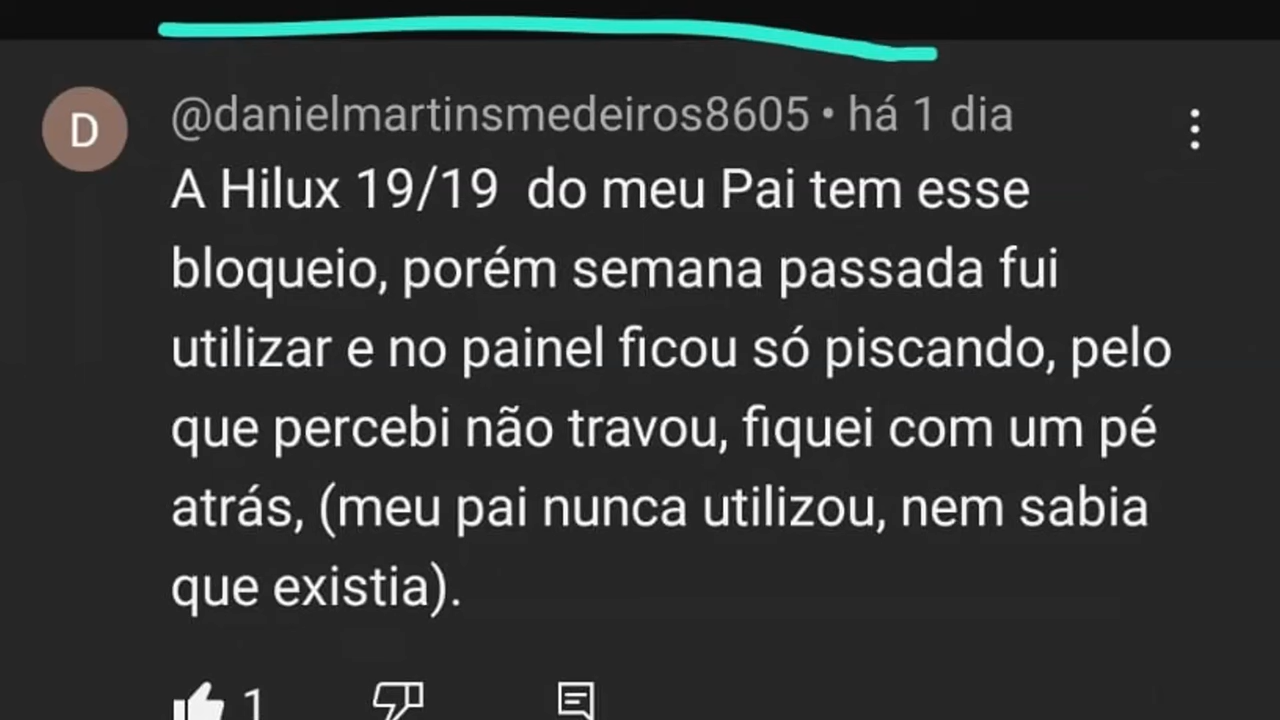 D
@danielmartinsmedeiros8605 • há 1 dia
A Hilux 19/19 do meu Pai tem esse
bloqueio, porém semana passada fui
utilizar e no painel ficou só piscando, pelo
que percebi não travou, fiquei com um pé
atrás, (meu pai nunca utilizou, nem sabia
que existia).
1